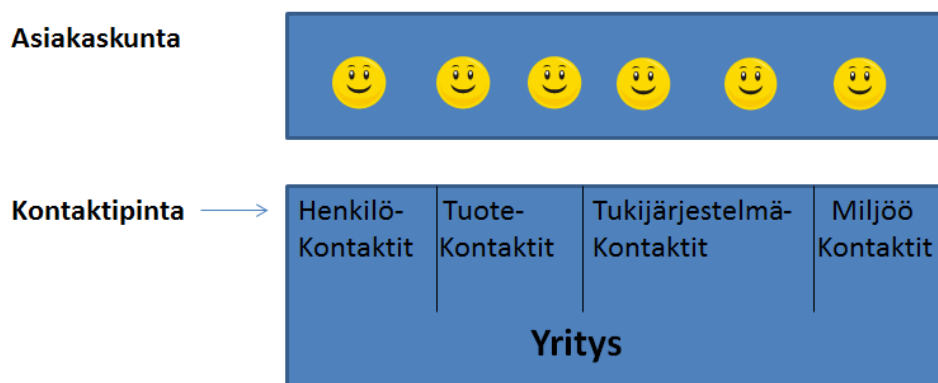 Asiakaskunta
Kontaktipinta
Henkilö-
Kontaktit
Tuote-
Kontaktit
Tukijärjestelmä-
Kontaktit
Miljöö
Kontaktit
Yritys